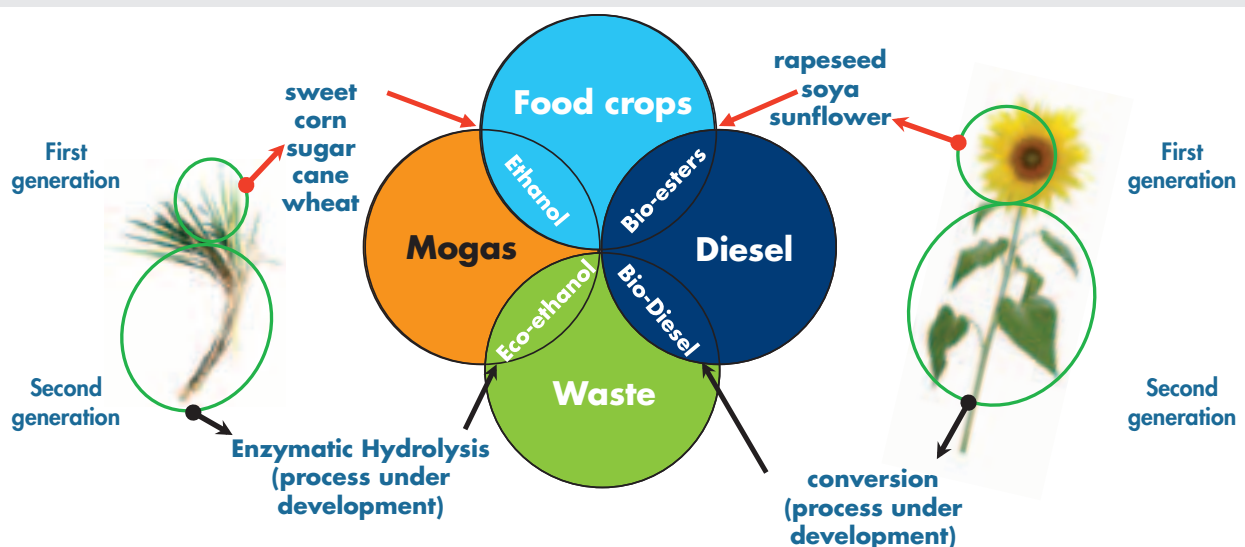 sweet
corn
sugar
cane
wheat
First
generation
Second
generation
Enzymatic Hydrolysis
(process under
development)
Food crops
Ethanol
Bio-esters
Mogas
Diesel
Eco-ethanol
Bio-Diesel
Waste
rapeseed
soya
sunflower
First
generation
Second
generation
conversion
(process under
development)